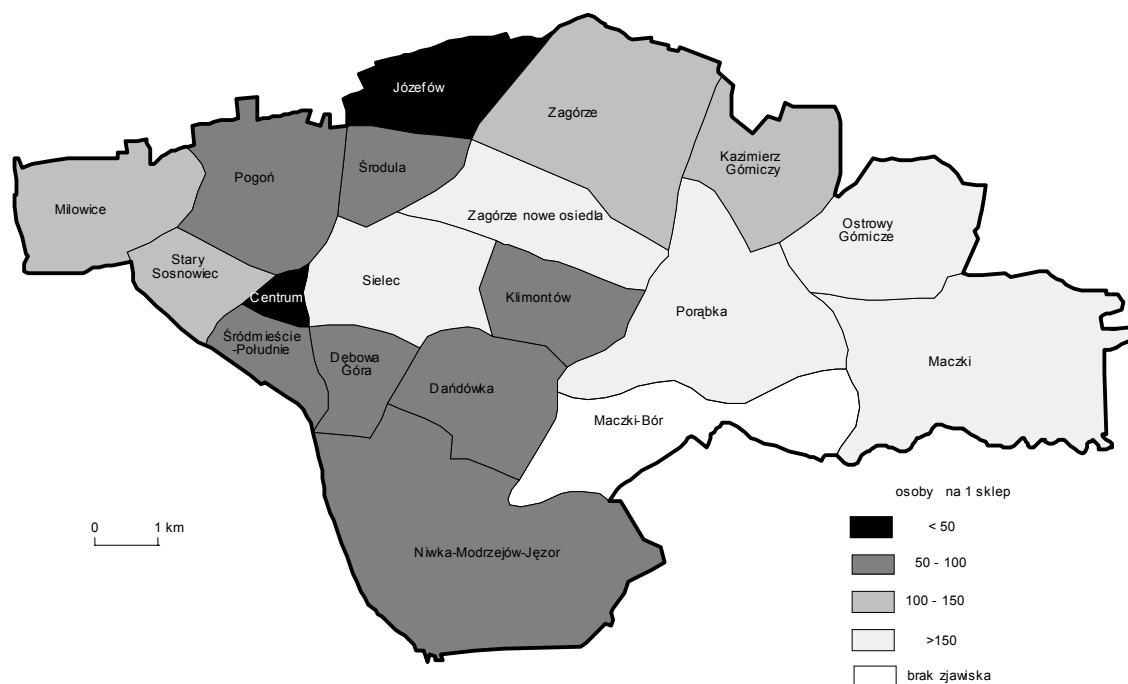 Józefów
Zagórze
Kazimierz
Górniczy
Środula
Pogoń
Milowice
Zagórze nowe osiedla
Ostrowy
Górnicze
Stary
Sosnowiec
Sielec
Centrum
Klimontów
Porąbka
Śródmieście
-Południe
Dębowa
Góra
Dańdówka
Maczki
Maczki-Bór
Niwka-Modrzejów-Jęzor
0 1 km
osoby na 1 sklep
< 50
50 - 100
100 - 150
>150
brak zjawiska